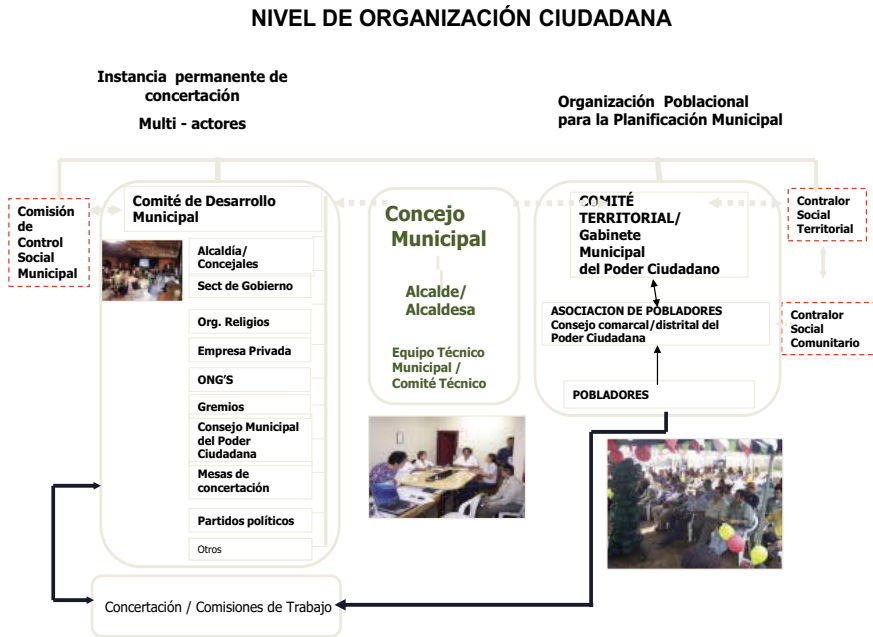 NIVEL DE ORGANIZACIÓN CIUDADANA
Instancia permanente de
concertación
Multi - actores
Organización Poblacional
para la Planificación Municipal
Comisión
de
Control
Social
Municipal
Comité de Desarrollo
Municipal
Alcaldía/
Concejales
Sect de Gobierno
Org. Religios
Empresa Privada
ONG'S
Gremios
Consejo Municipal
del Poder
Ciudadana
Mesas de
concertación
Partidos políticos
Otros
Concejo
Municipal
Alcalde/
Alcaldesa
Equipo Técnico
Municipal /
Comité Técnico
COMITÉ
TERRITORIAL/
Gabinete
Municipal
del Poder Ciudadano
ASOCIACION DE POBLADORES
Consejo comarcal/distrital del
Poder Ciudadana
POBLADORES
Contralor
Social
Territorial
Contralor
Social
Comunitario
Concertación / Comisiones de Trabajo